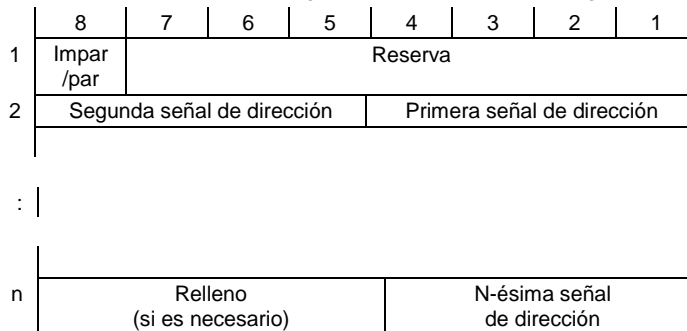 8 7 6 5 4 3 2 1
1 Impar Reserva
/par
2 Segunda señal de dirección Primera señal de dirección
:
n Relleno N-ésima señal
(si es necesario) de dirección